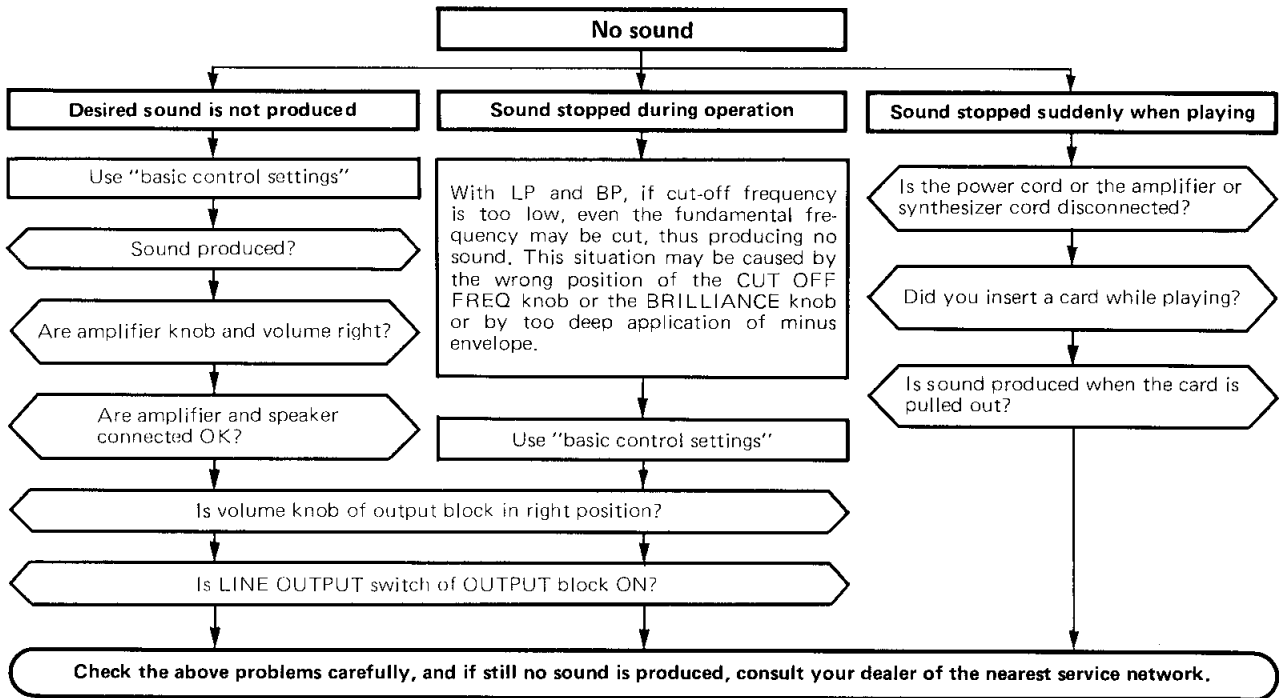 No sound
Desired sound is not produced
Sound stopped during operation
Sound stopped suddenly when playing
Use "basic control settings"
Sound produced?
Are amplifier knob and volume right?
Are amplifier and speaker
connected OK?
With LP and BP, if cut-off frequency
is too low, even the fundamental fre-
quency may be cut, thus producing no
sound. This situation may be caused by
the wrong position of the CUT OFF
FREQ knob or the BRILLIANCE knob
or by too deep application of minus
envelope.
Use "basic control settings"
Is the power cord or the amplifier or
synthesizer cord disconnected?
Did you insert a card while playing?
Is sound produced when the card is
pulled out?
Is volume knob of output block in right position?
Is LINE OUTPUT switch of OUTPUT block ON?
Check the above problems carefully, and if still no sound is produced, consult your dealer of the nearest service network.